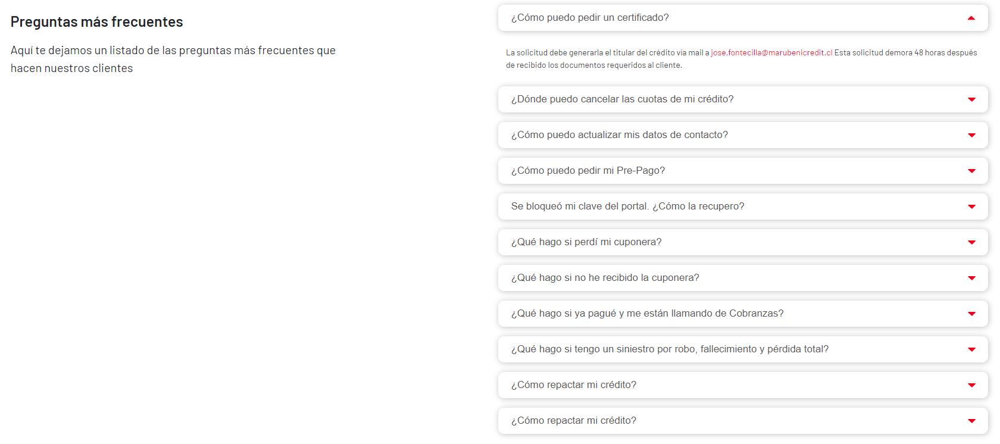 Preguntas más frecuentes
Aquí te dejamos un listado de las preguntas más frecuentes que
hacen nuestros clientes
¿Cómo puedo pedir un certificado?
La solicitud debe generarla el titular del crédito vía mail a jose.fontecilla@marubenicredit.cl Esta solicitud demora 48 horas después
de recibido los documentos requeridos al cliente.
¿Dónde puedo cancelar las cuotas de mi crédito?
¿Cómo puedo actualizar mis datos de contacto?
¿Cómo puedo pedir mi Pre-Pago?
Se bloqueó mi clave del portal. ¿Cómo la recupero?
¿Qué hago si perdí mi cuponera?
¿Qué hago si no he recibido la cuponera?
¿Qué hago si ya pagué y me están llamando de Cobranzas?
¿Qué hago si tengo un siniestro por robo, fallecimiento y pérdida total?
¿Cómo repactar mi crédito?
¿Cómo repactar mi crédito?